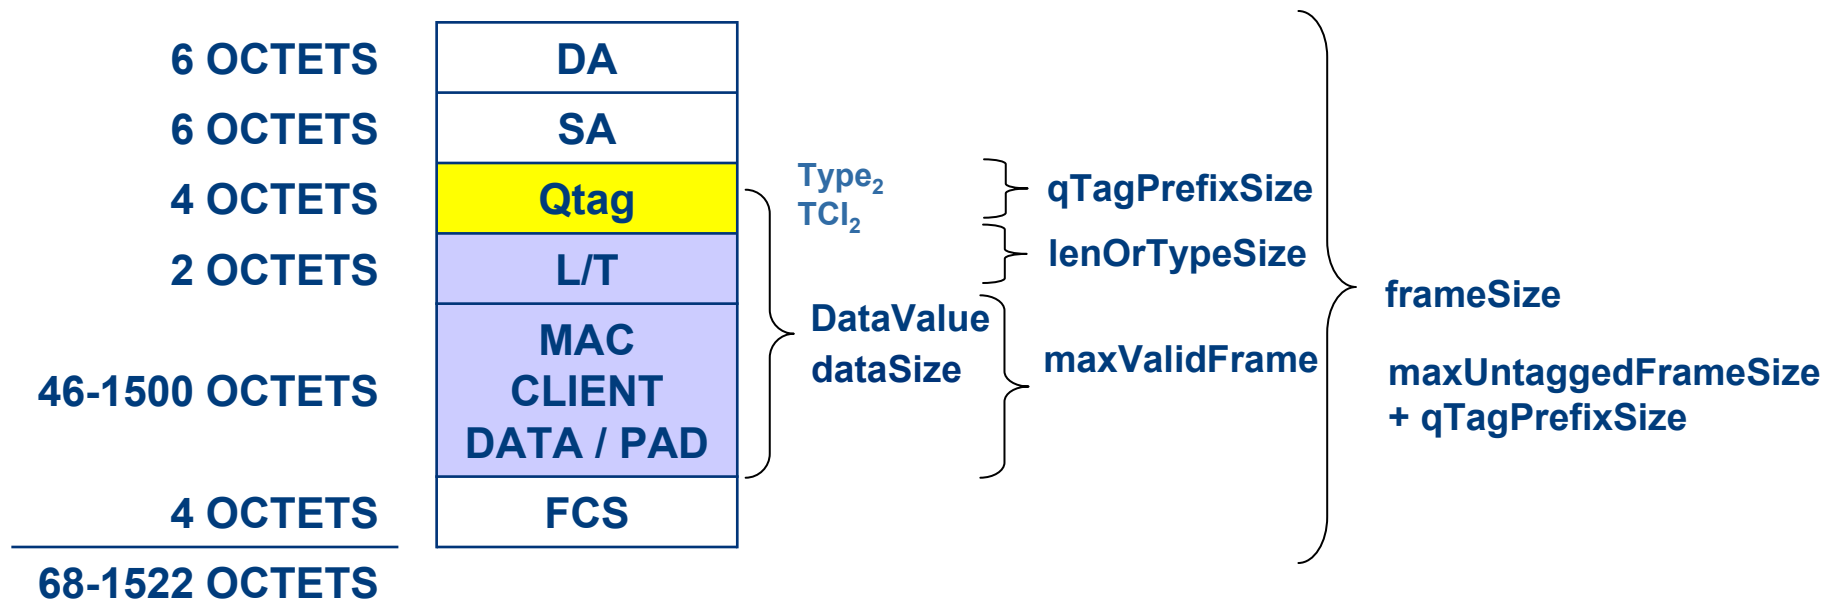 6 OCTETS
DA
6 OCTETS
SA
4 OCTETS
Qtag
Type2
TCI2
qTagPrefixSize
2 OCTETS
L/T
lenOrTypeSize
46-1500 OCTETS
MAC
CLIENT
DATA / PAD
DataValue
dataSize
maxValidFrame
frameSize
maxUntaggedFrameSize
+ qTagPrefixSize
4 OCTETS
FCS
68-1522 OCTETS